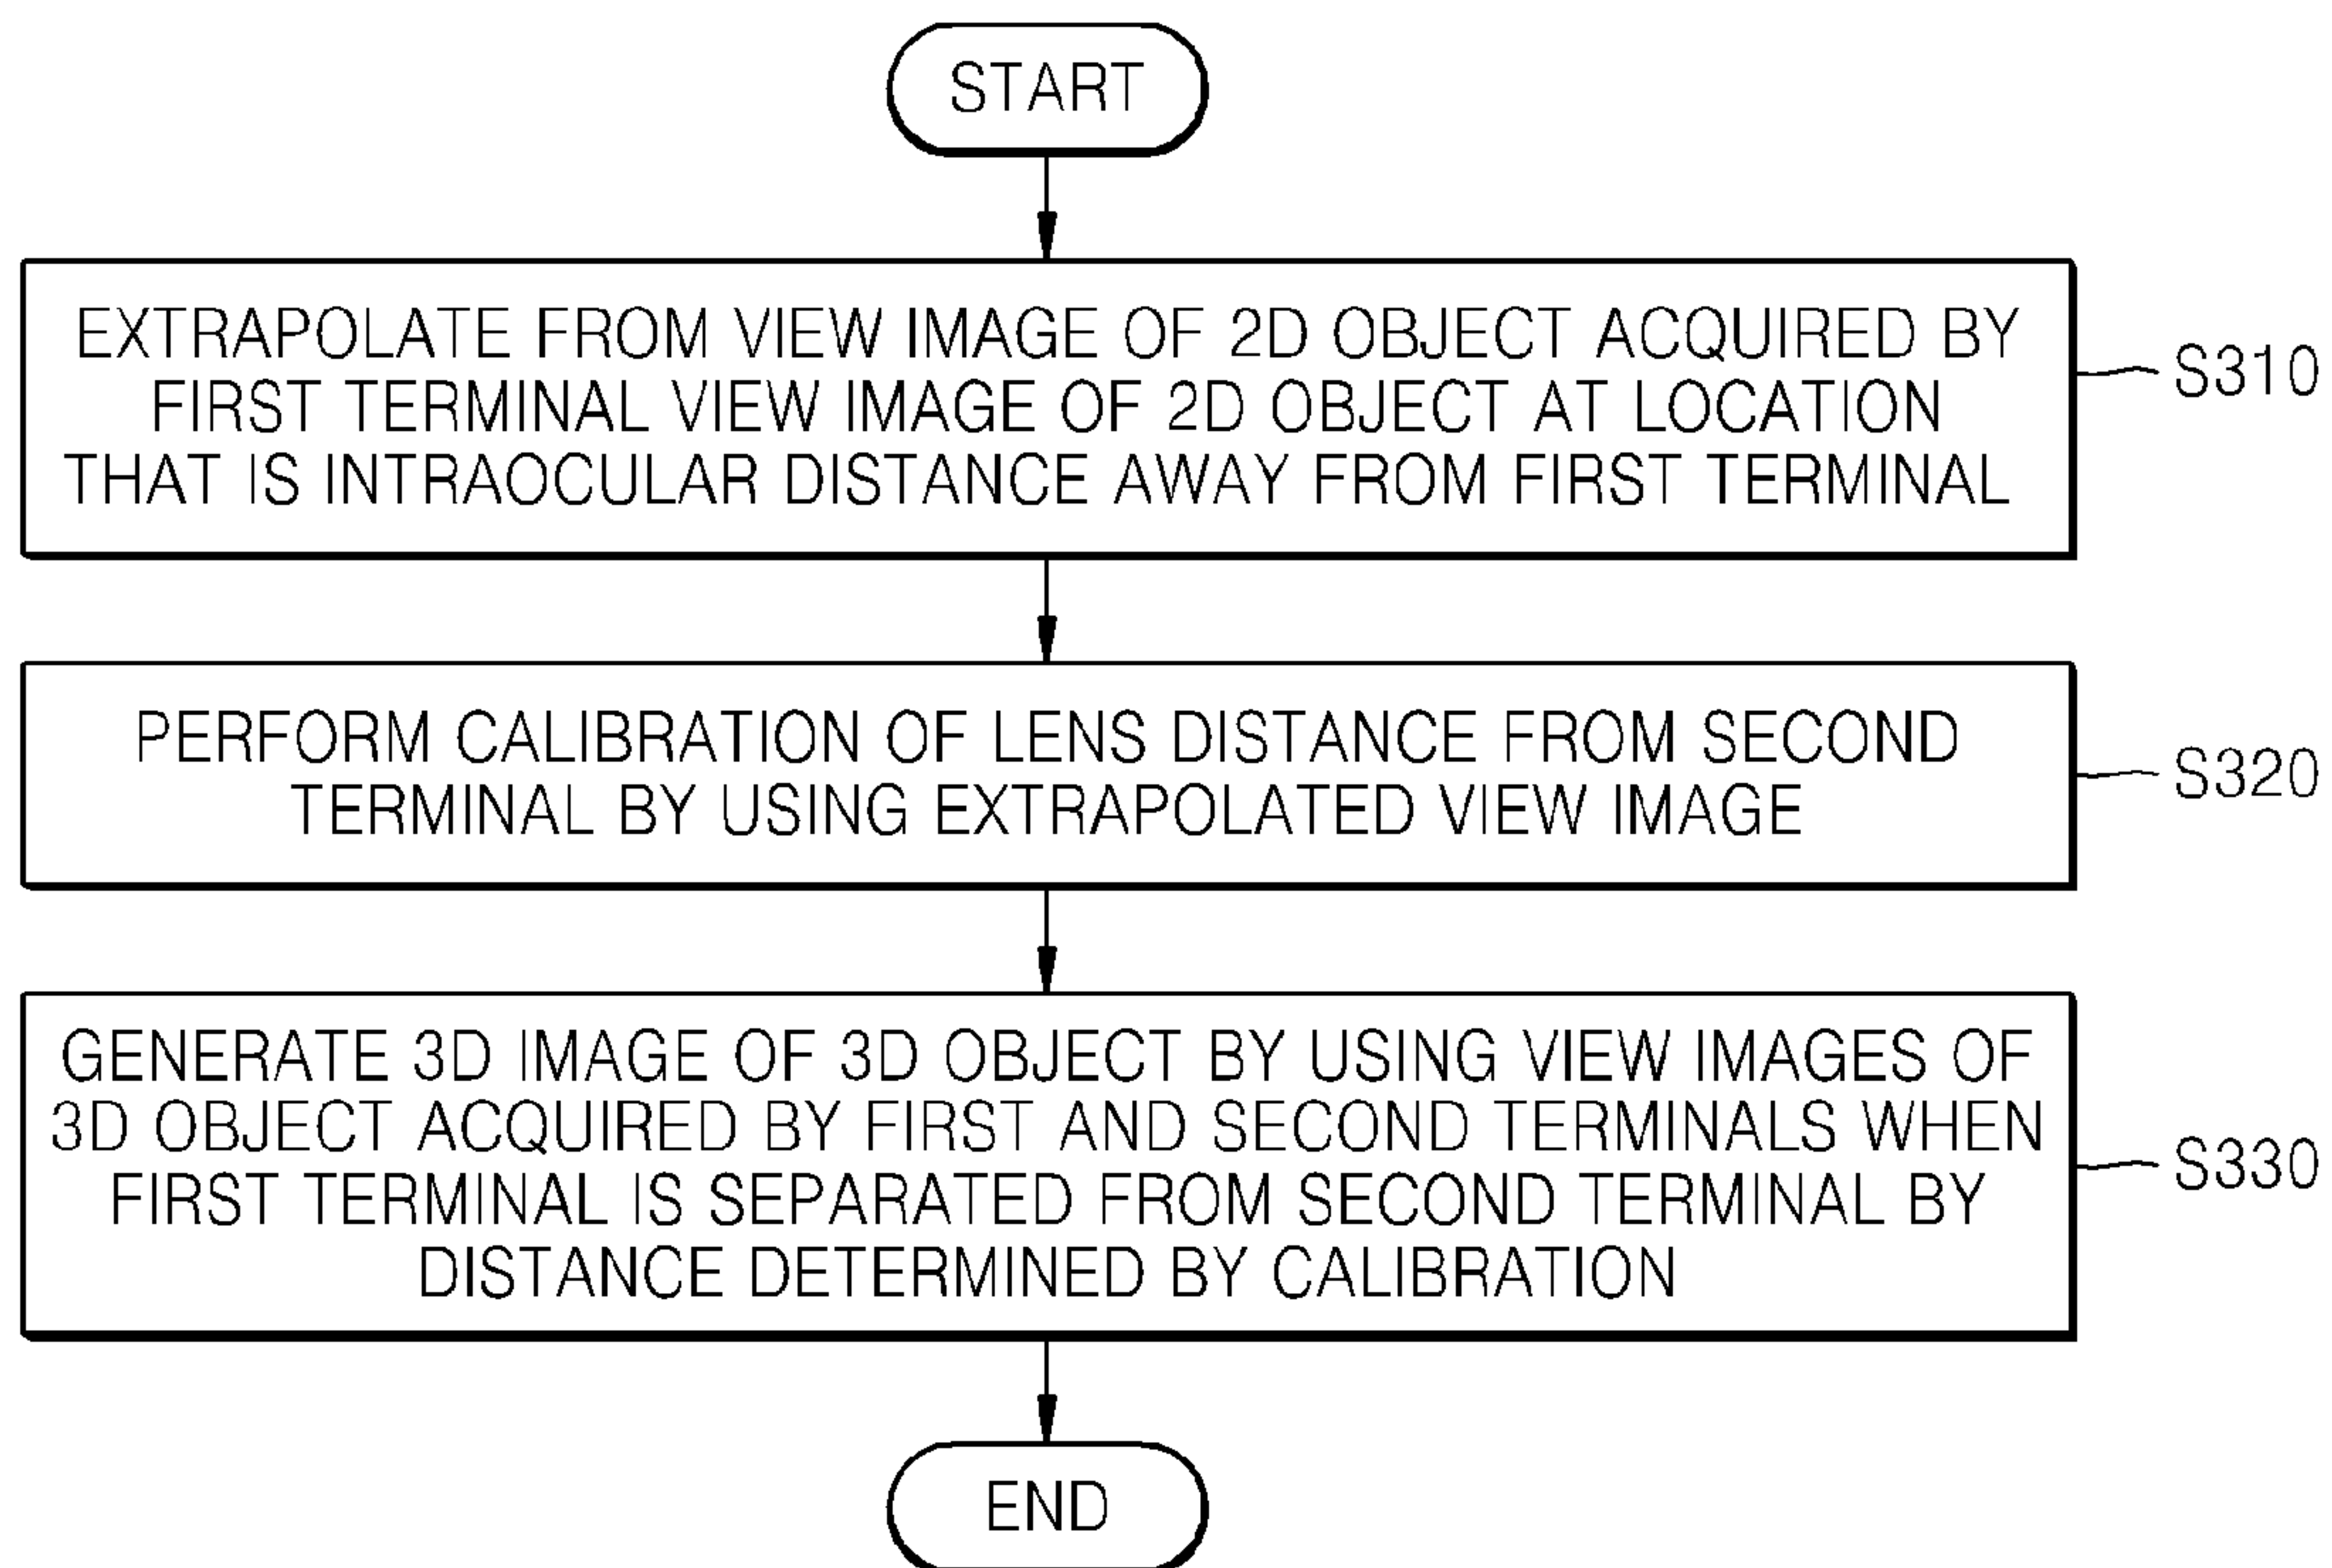 START
EXTRAPOLATE FROM VIEW IMAGE OF 2D OBJECT ACQUIRED BY
FIRST TERMINAL VIEW IMAGE OF 2D OBJECT AT LOCATION
THAT IS INTRAOCULAR DISTANCE AWAY FROM FIRST TERMINAL
S310
PERFORM CALIBRATION OF LENS DISTANCE FROM SECOND
TERMINAL BY USING EXTRAPOLATED VIEW IMAGE
S320
GENERATE 3D IMAGE OF 3D OBJECT BY USING VIEW IMAGES OF
3D OBJECT ACQUIRED BY FIRST AND SECOND TERMINALS WHEN
FIRST TERMINAL IS SEPARATED FROM SECOND TERMINAL BY
DISTANCE DETERMINED BY CALIBRATION
S330
END